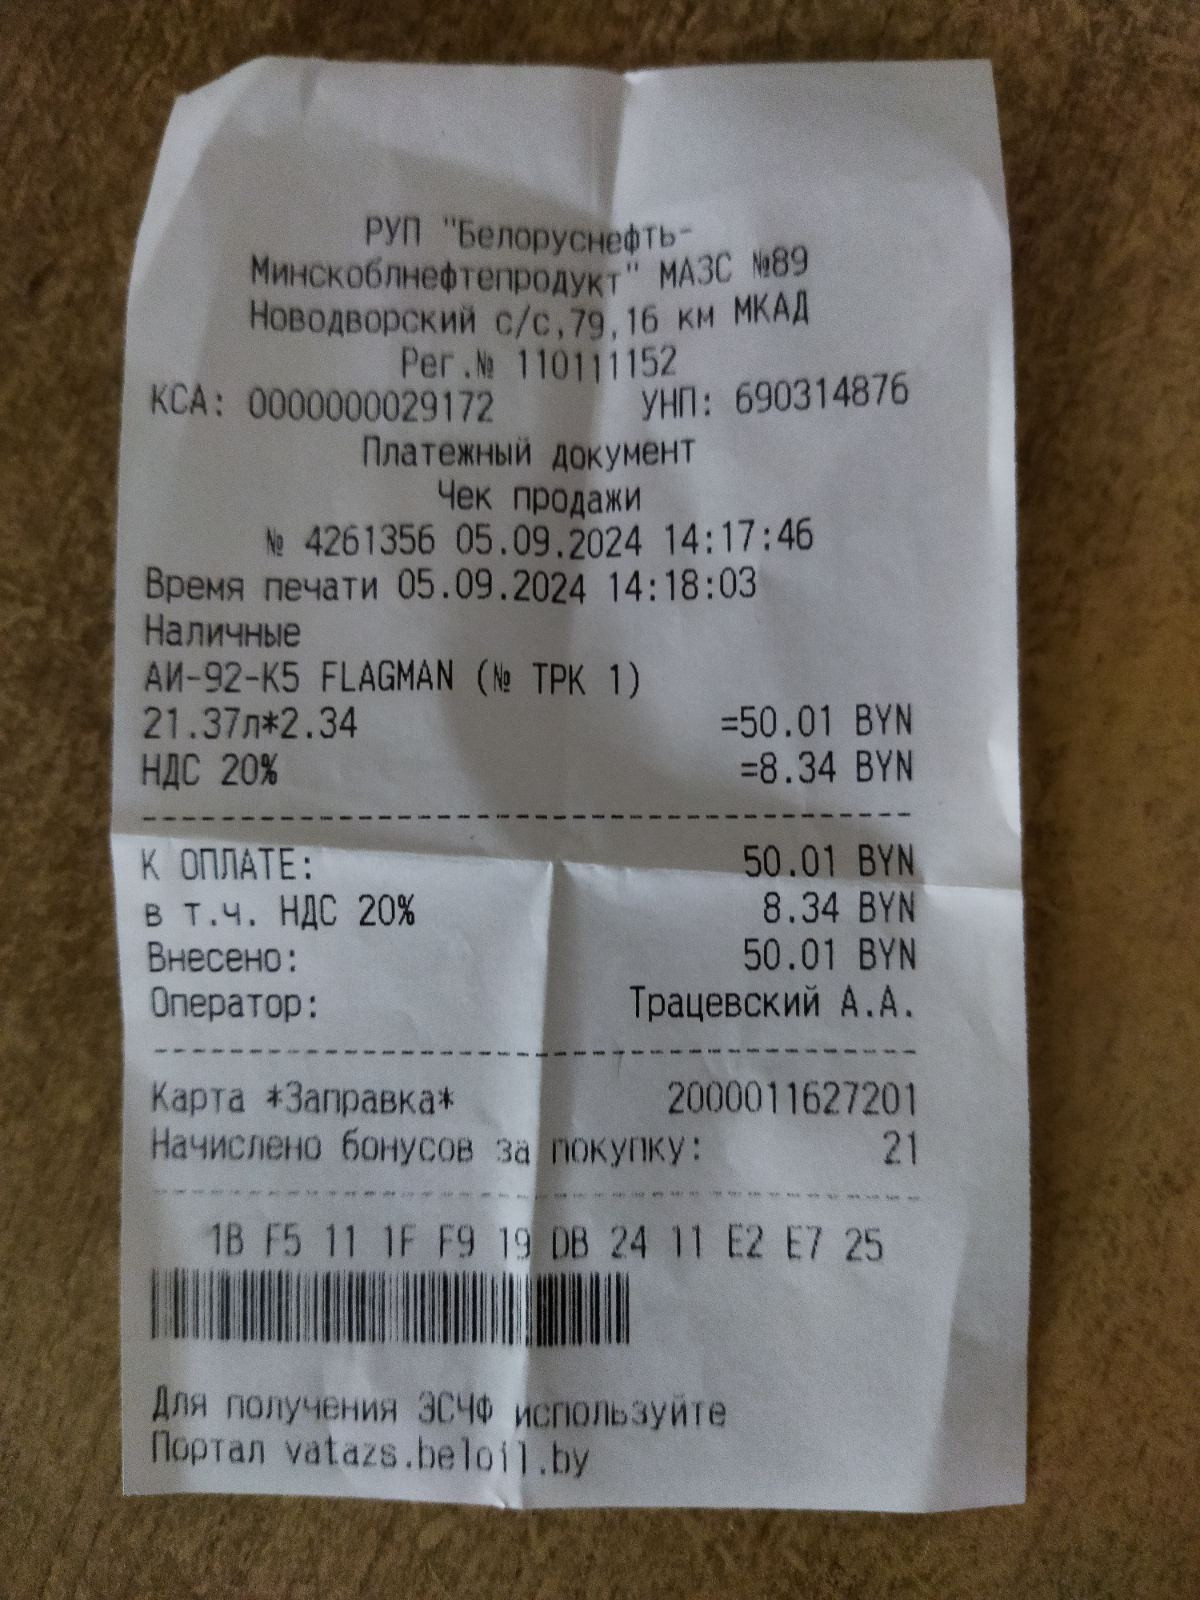 РУП "Белоруснефть-
Минскоблнефтепродукт" МАЗС №89
Новодворский с/с,79,16 км МКАД
Рег.№ 110111152
КСА: 0000000029172 УНП: 690314876
Платежный документ
Чек продажи
№ 4261356 05.09.2024 14:17:46
Время печати 05.09.2024 14:18:03
Наличные
АИ-92-К5 FLAGMAN (№ ТРК 1)
21.37л*2.34 =50.01 BYN
НДС 20% =8.34 BYN
К ОПЛАТЕ: 50.01 BYN
в т.ч. НДС 20% 8.34 BYN
Внесено: 50.01 BYN
Оператор: Трацевский А.А.
Карта *Заправка* 2000011627201
Начислено бонусов за покупку: 21
1B F5 11 1F F9 19 DB 24 11 E2 E7 25
Для получения ЭСЧФ используйте
Портал vatazs.beloil.by